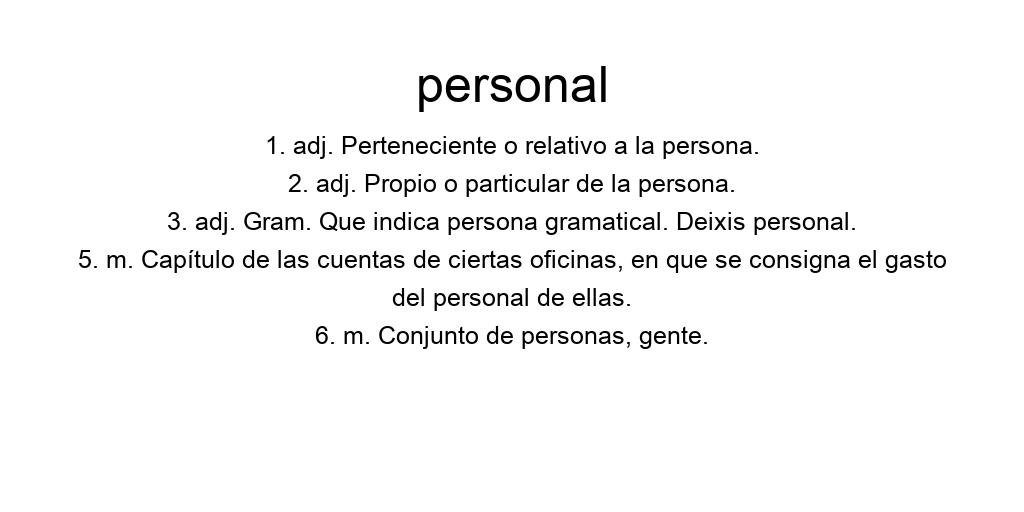 personal
1. adj. Perteneciente o relativo a la persona.
2. adj. Propio o particular de la persona.
3. adj. Gram. Que indica persona gramatical. Deixis personal.
5. m. Capítulo de las cuentas de ciertas oficinas, en que se consigna el gasto
del personal de ellas.
6. m. Conjunto de personas, gente.